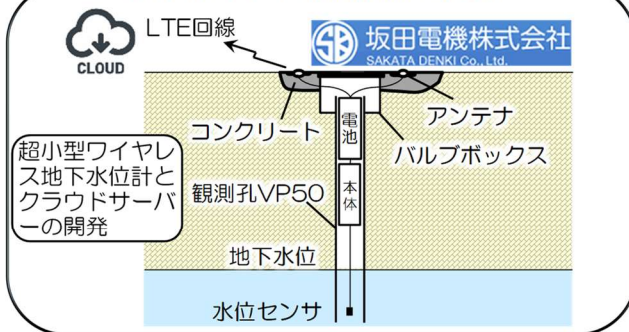 LTE回線
CLOUD
SB
坂田電機株式会社
SAKATA DENKI Co., Ltd.
コンクリート
電池
アンテナ
バルブボックス
超小型ワイヤレ
ス地下水位計と
クラウドサーバ
ーの開発
観測孔VP50
本体
地下水位
水位センサ